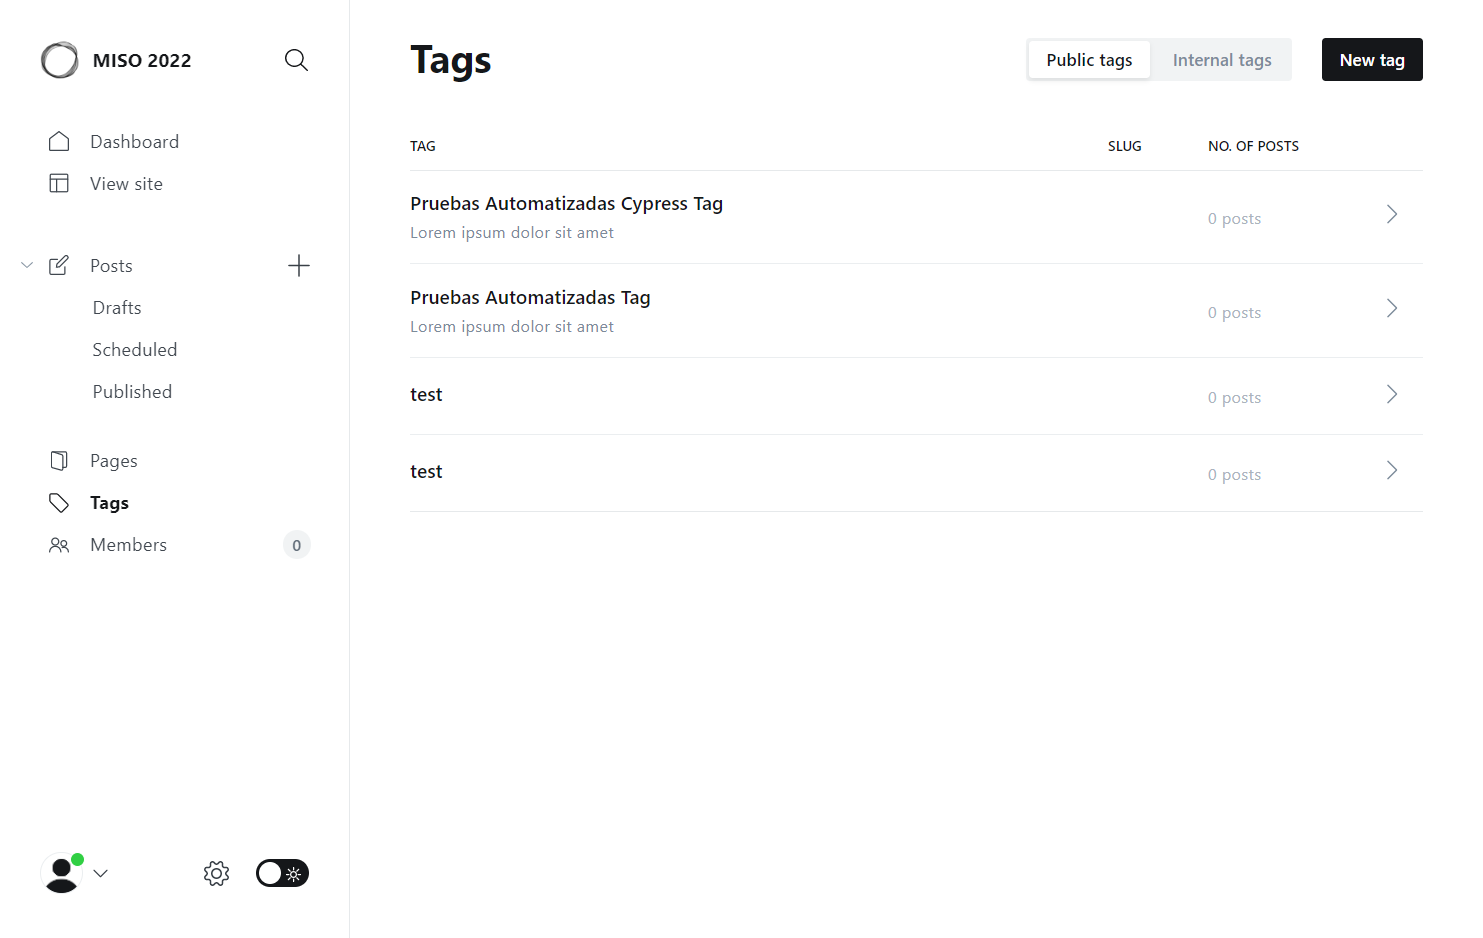 MISO 2022
Dashboard
View site
Posts
Drafts
Scheduled
Published
Pages
Tags
Members
0
Tags
Public tags
Internal tags
New tag
TAG
SLUG
NO. OF POSTS
Pruebas Automatizadas Cypress Tag
Lorem ipsum dolor sit amet
0 posts
Pruebas Automatizadas Tag
Lorem ipsum dolor sit amet
0 posts
test
0 posts
test
0 posts